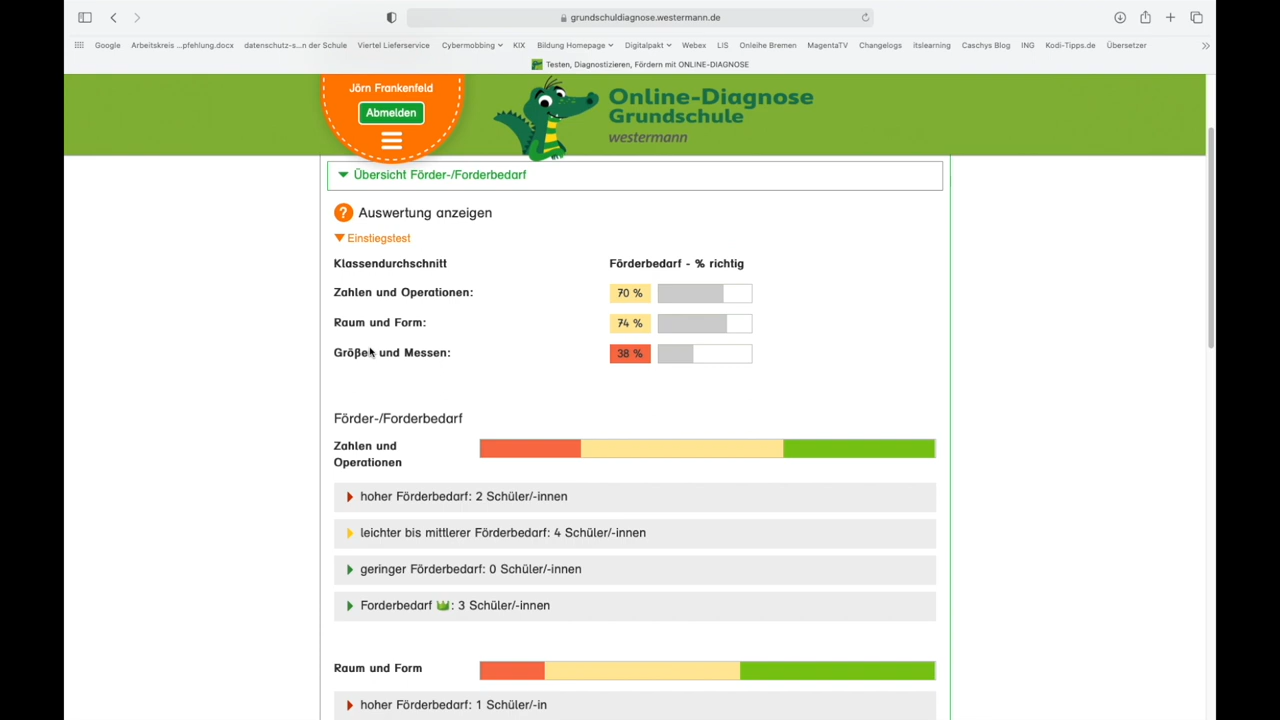 grundschuldiagnose.westermann.de
Google Arbeitskreis ...pfehlung.docx datenschutz-s...n der Schule Viertel Lieferservice Cybermobbing KIX Bildung Homepage Digitalpakt Webex LIS Onleihe Bremen MagentaTV Changelogs itslearning Caschys Blog ING Kodi-Tipps.de Übersetzer
Testen, Diagnostizieren, Fördern mit ONLINE-DIAGNOSE
Jörn Frankenfeld
Abmelden
Online-Diagnose
Grundschule
westermann
Übersicht Förder-/Forderbedarf
? Auswertung anzeigen
Einstiegstest
Klassendurchschnitt Förderbedarf - % richtig
Zahlen und Operationen: 70 %
Raum und Form: 74 %
Größen und Messen: 38 %
Förder-/Forderbedarf
Zahlen und
Operationen
hoher Förderbedarf: 2 Schüler/-innen
leichter bis mittlerer Förderbedarf: 4 Schüler/-innen
geringer Förderbedarf: 0 Schüler/-innen
Forderbedarf : 3 Schüler/-innen
Raum und Form
hoher Förderbedarf: 1 Schüler/-in